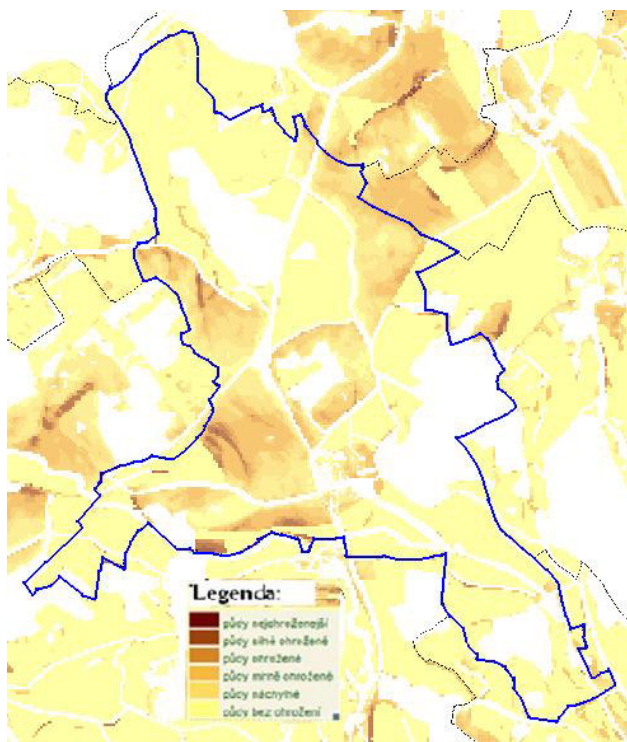 Legenda:
půdy nejohroženější
půdy silně ohrožené
půdy ohrožené
půdy mírně ohrožené
půdy náchylné
půdy bez ohrožení